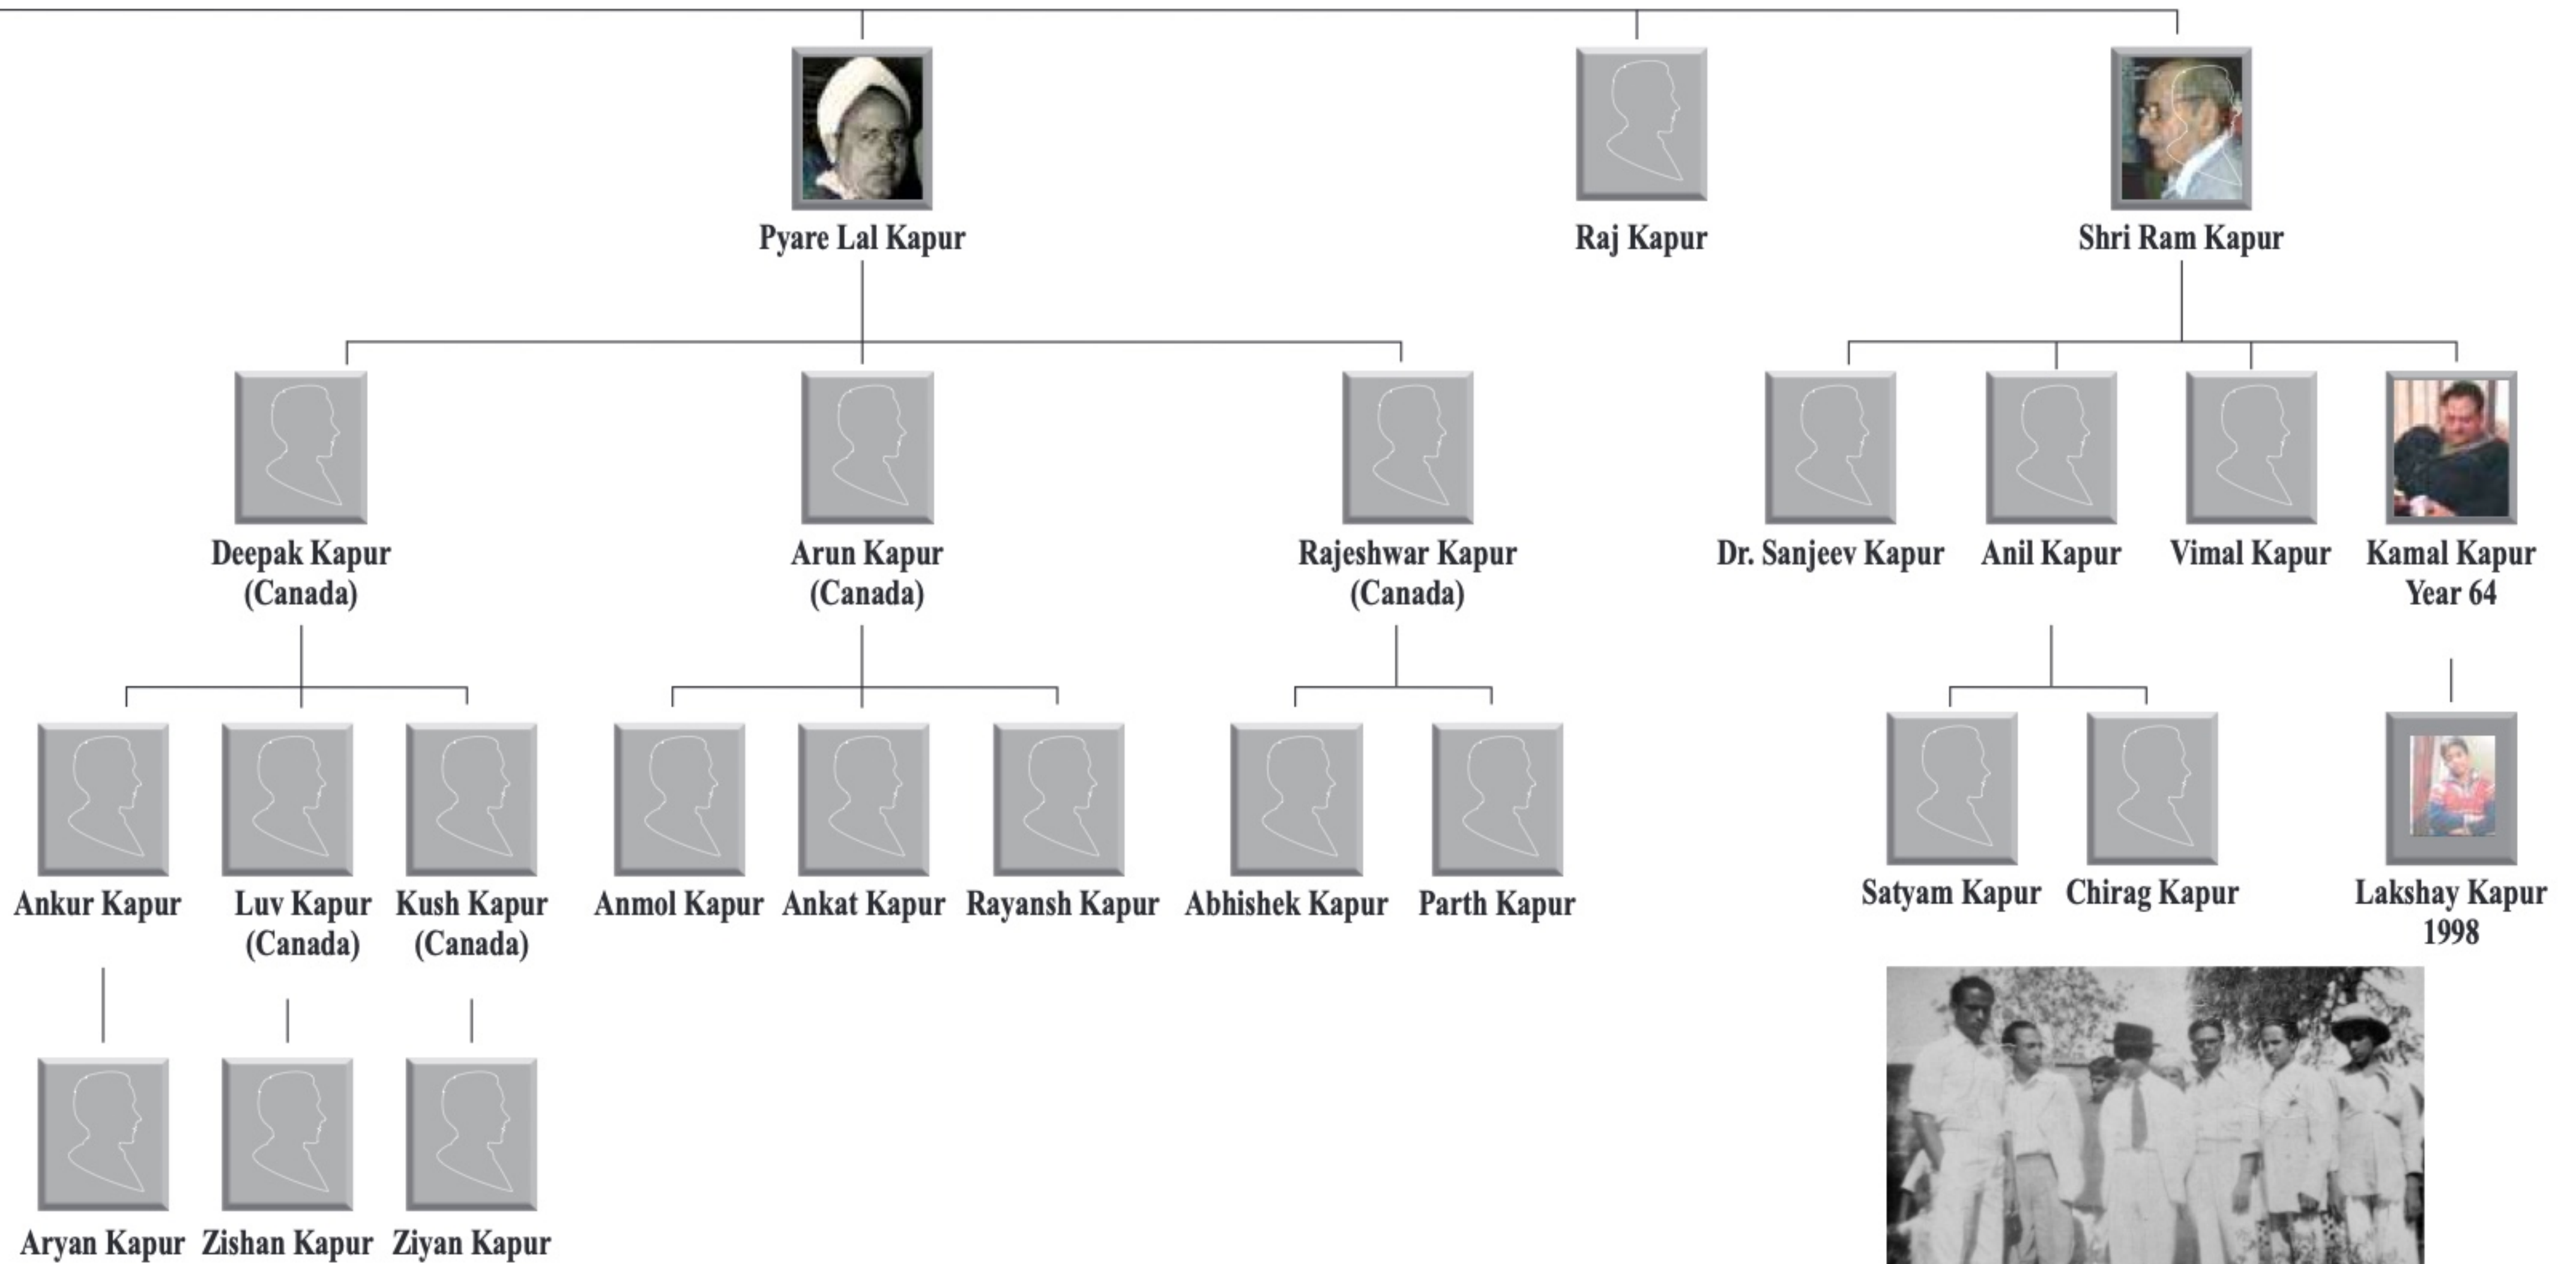 Pyare Lal Kapur
Raj Kapur
Shri Ram Kapur
Deepak Kapur
(Canada)
Arun Kapur
(Canada)
Rajeshwar Kapur
(Canada)
Dr. Sanjeev Kapur
Anil Kapur
Vimal Kapur
Kamal Kapur
Year 64
Ankur Kapur
Luv Kapur
(Canada)
Kush Kapur
(Canada)
Anmol Kapur
Ankat Kapur
Rayansh Kapur
Abhishek Kapur
Parth Kapur
Satyam Kapur
Chirag Kapur
Lakshay Kapur
1998
Aryan Kapur
Zishan Kapur
Ziyan Kapur